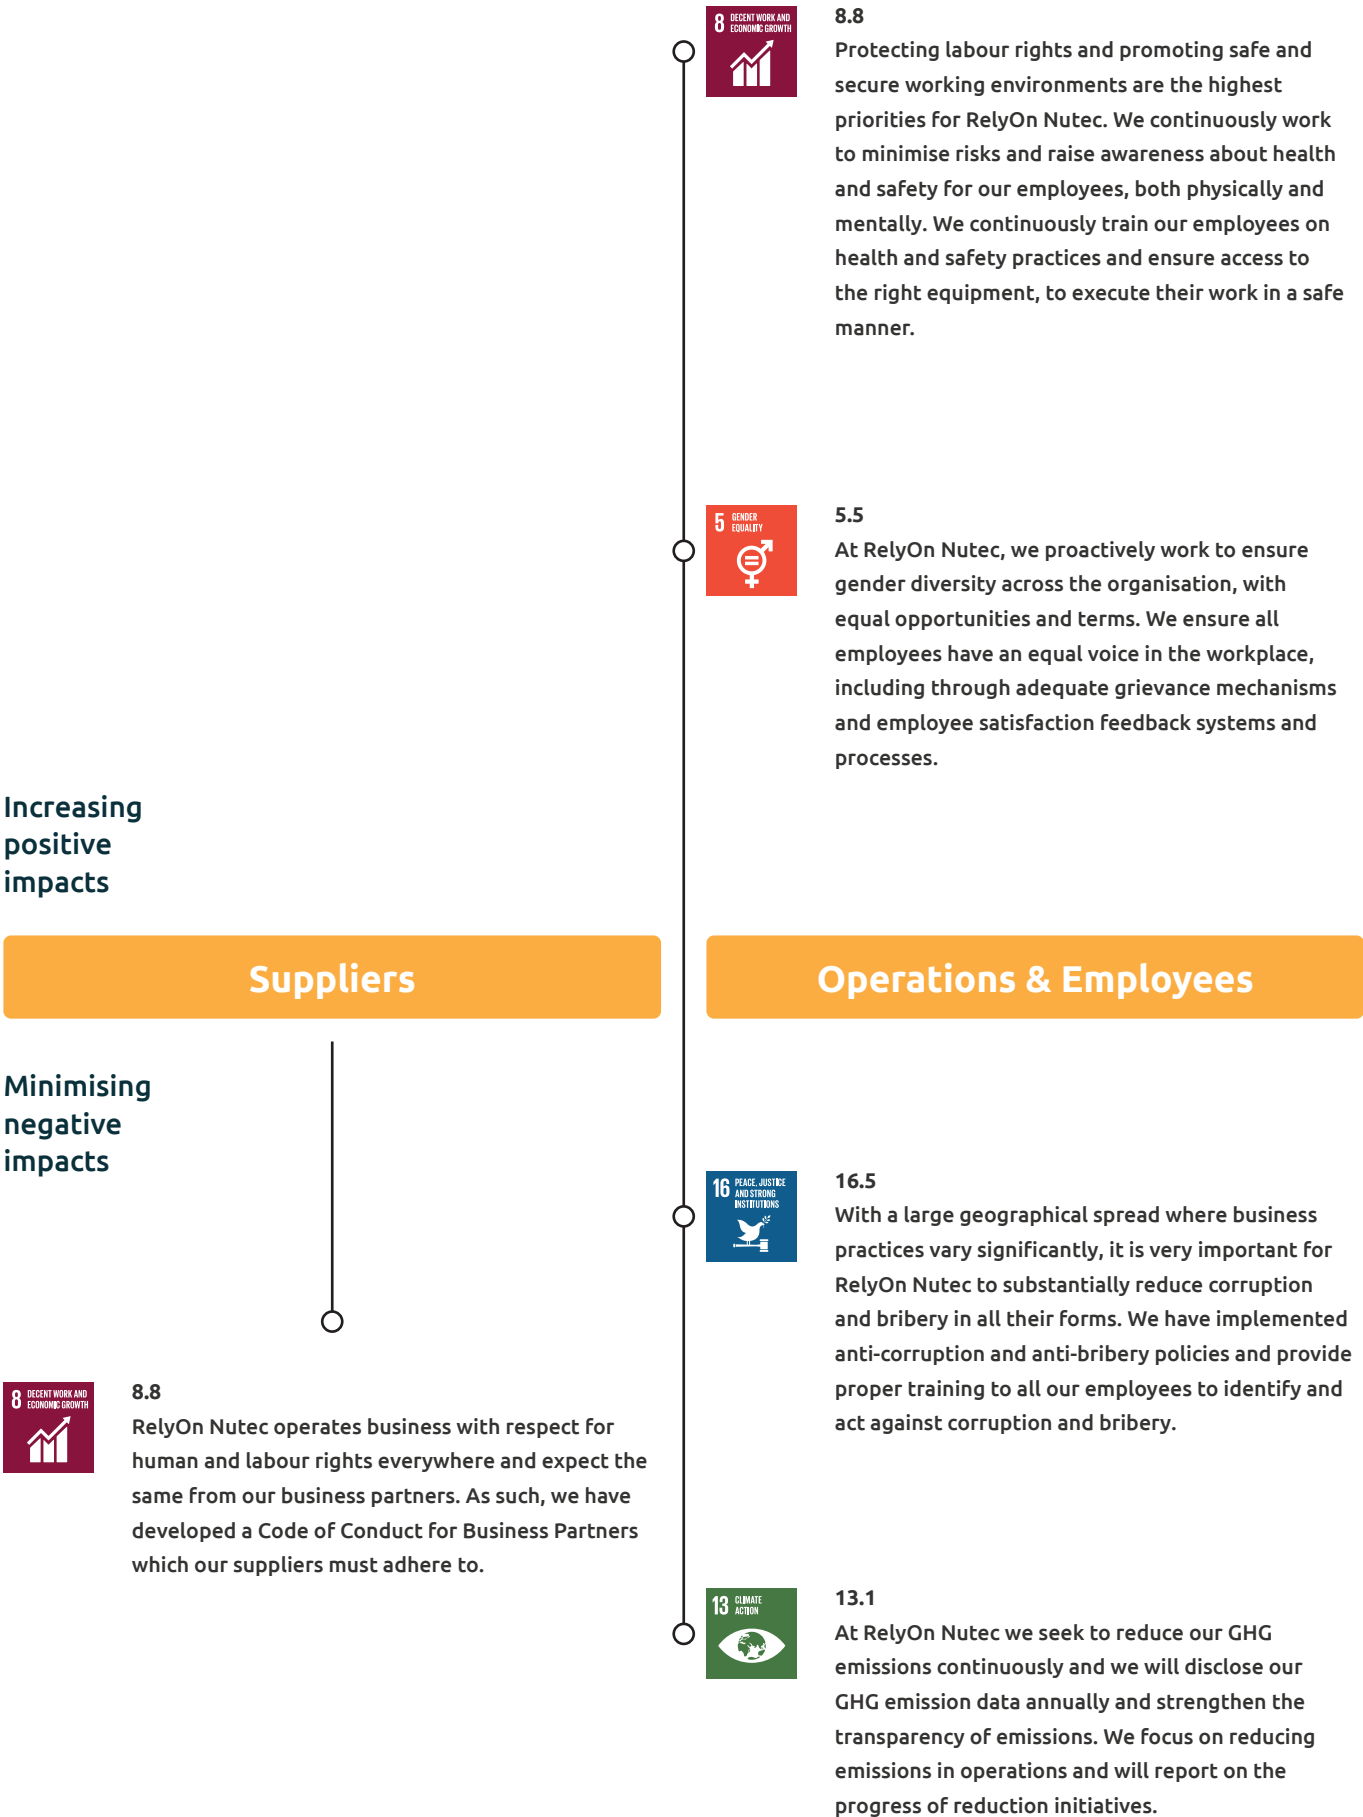 8 DECENT WORK AND
ECONOMIC GROWTH
8.8
Protecting labour rights and promoting safe and
secure working environments are the highest
priorities for RelyOn Nutec. We continuously work
to minimise risks and raise awareness about health
and safety for our employees, both physically and
mentally. We continuously train our employees on
health and safety practices and ensure access to
the right equipment, to execute their work in a safe
manner.
5 GENDER
EQUALITY
5.5
At RelyOn Nutec, we proactively work to ensure
gender diversity across the organisation, with
equal opportunities and terms. We ensure all
employees have an equal voice in the workplace,
including through adequate grievance mechanisms
and employee satisfaction feedback systems and
processes.
Increasing
positive
impacts
Suppliers
Operations & Employees
Minimising
negative
impacts
8 DECENT WORK AND
ECONOMIC GROWTH
8.8
RelyOn Nutec operates business with respect for
human and labour rights everywhere and expect the
same from our business partners. As such, we have
developed a Code of Conduct for Business Partners
which our suppliers must adhere to.
16 PEACE, JUSTICE
AND STRONG
INSTITUTIONS
16.5
With a large geographical spread where business
practices vary significantly, it is very important for
RelyOn Nutec to substantially reduce corruption
and bribery in all their forms. We have implemented
anti-corruption and anti-bribery policies and provide
proper training to all our employees to identify and
act against corruption and bribery.
13 CLIMATE
ACTION
13.1
At RelyOn Nutec we seek to reduce our GHG
emissions continuously and we will disclose our
GHG emission data annually and strengthen the
transparency of emissions. We focus on reducing
emissions in operations and will report on the
progress of reduction initiatives.